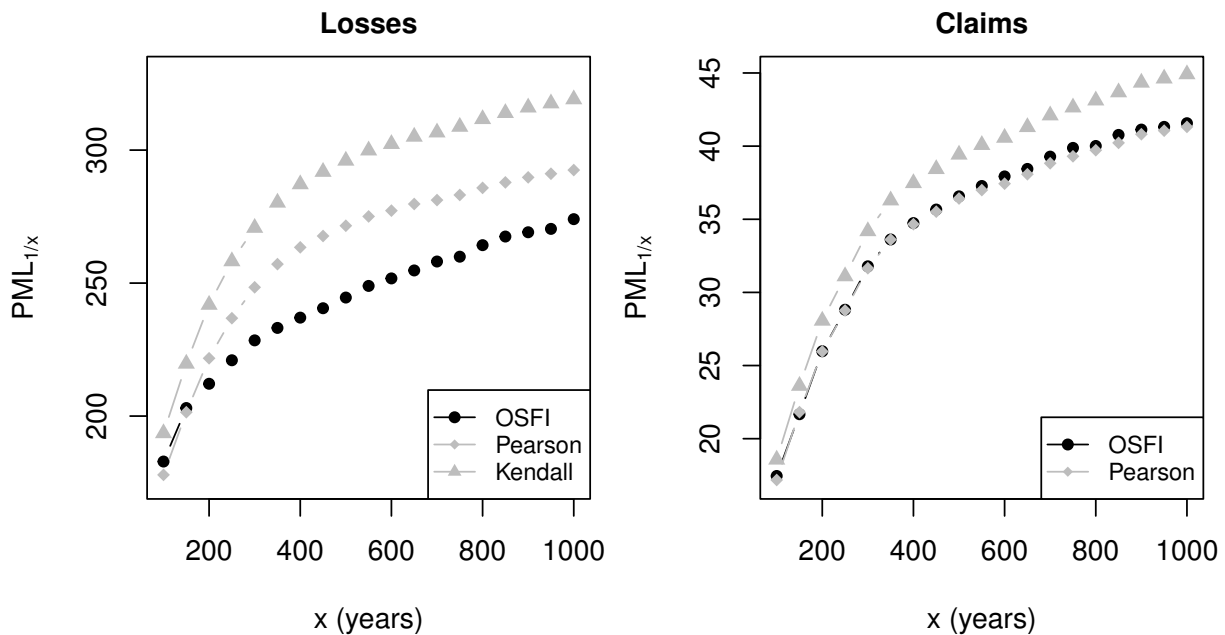 Losses
PML1/x
300
250
200
OSFI
Pearson
Kendall
200 400 600 800 1000
x (years)
Claims
PML1/x
45
40
35
30
25
20
OSFI
Pearson
200 400 600 800 1000
x (years)